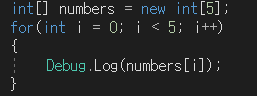 int[] numbers = new int[5];
for(int i = 0; i < 5; i++)
{
    Debug.Log(numbers[i]);
}